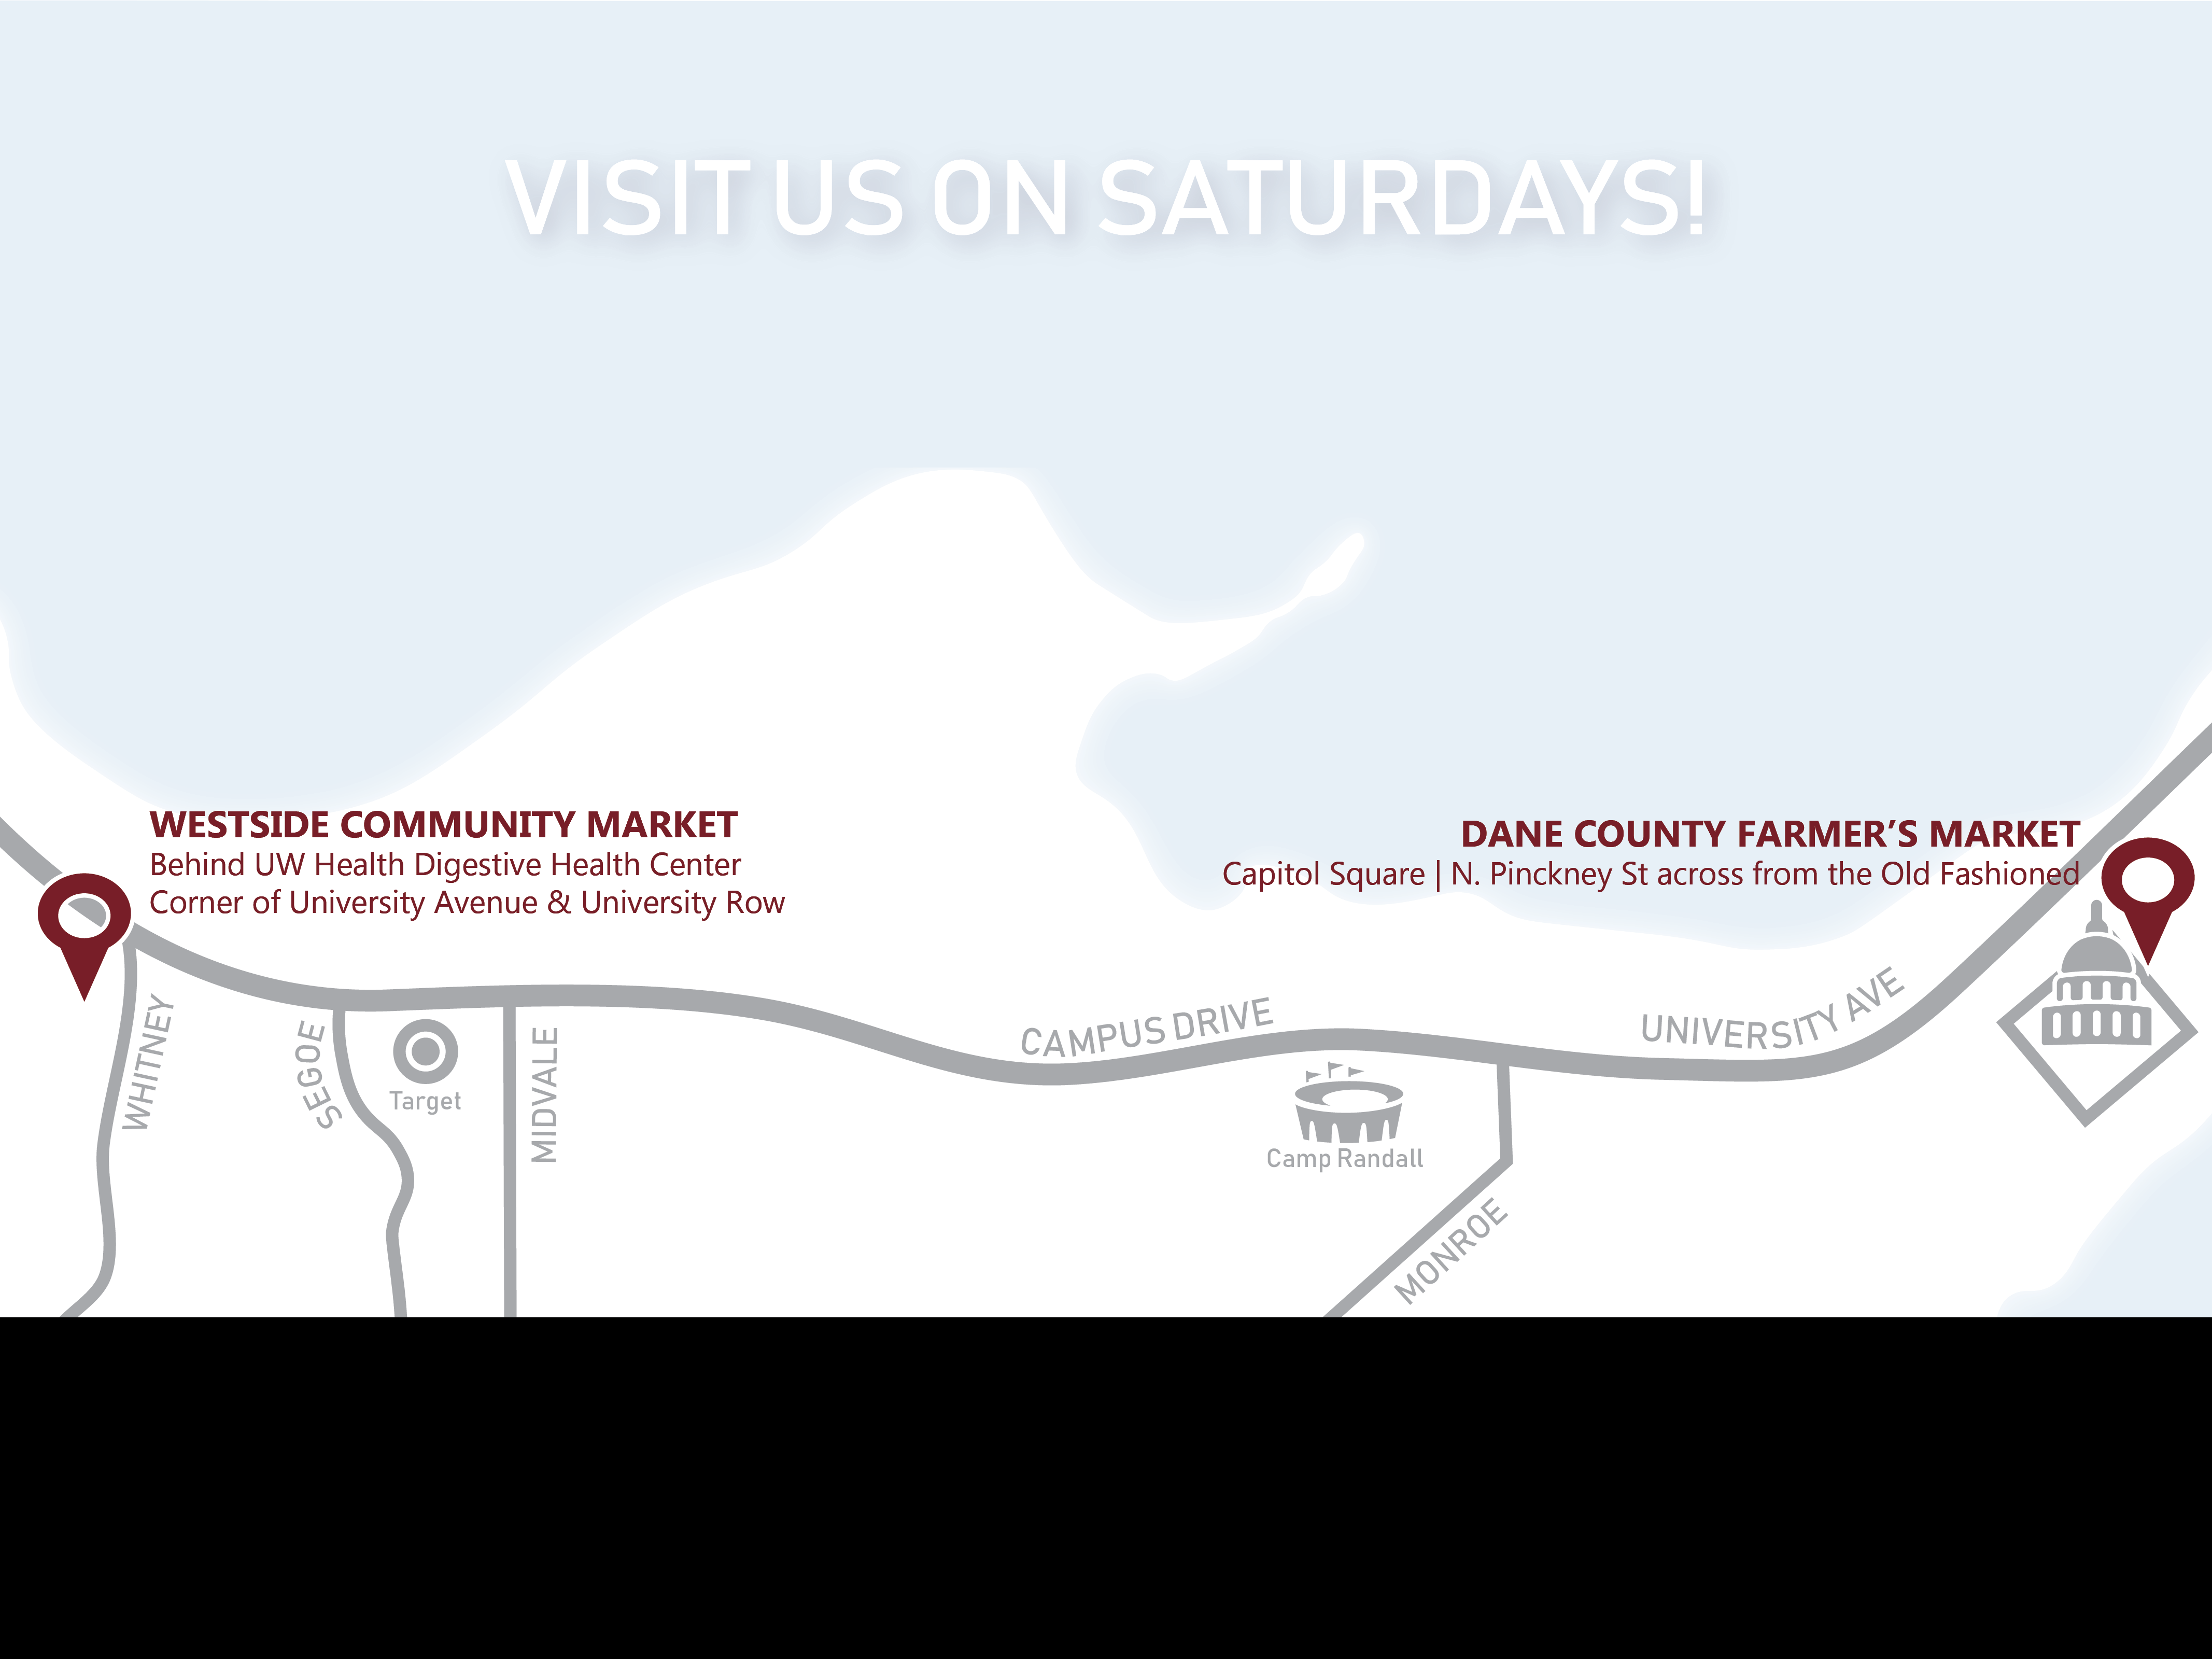 VISIT US ON SATURDAYS!
WESTSIDE COMMUNITY MARKET
Behind UW Health Digestive Health Center
Corner of University Avenue & University Row
DANE COUNTY FARMER’S MARKET
Capitol Square | N. Pinckney St across from the Old Fashioned
WHITNEY
SEGOE
Target
MIDVALE
CAMPUS DRIVE
Camp Randall
MONROE
UNIVERSITY AVE